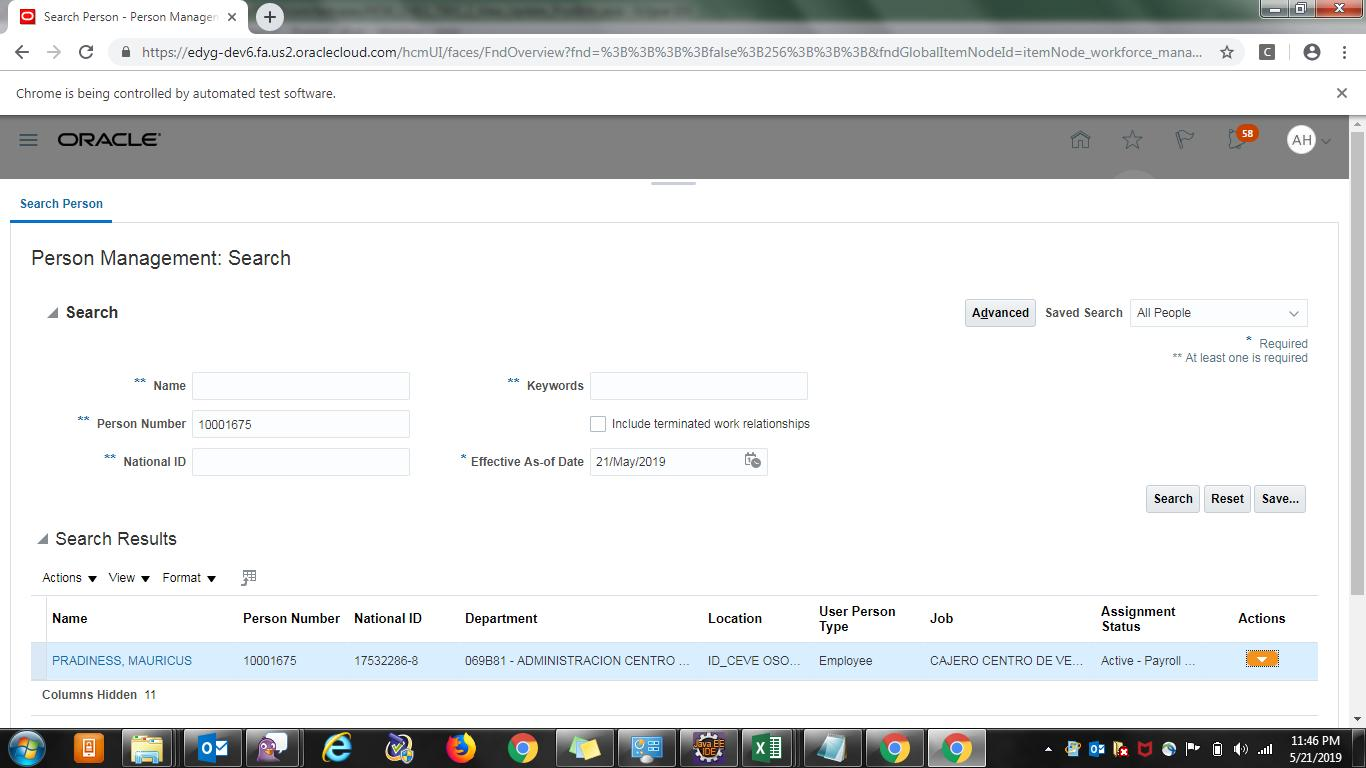 Search Person - Person Managem
https://edyg-dev6.fa.us2.oraclecloud.com/hcmUI/faces/FndOverview?fnd=%3B%3B%3B%3Bfalse%3B256%3B%3B%3B&fndGlobalItemNodeId=itemNode_workforce_mana...
C
Chrome is being controlled by automated test software.
ORACLE
58
AH
Search Person
Person Management: Search
Search
Advanced Saved Search All People
* Required
** At least one is required
** Name
** Keywords
** Person Number 10001675
Include terminated work relationships
** National ID
* Effective As-of Date 21/May/2019
Search Reset Save...
Search Results
Actions View Format
Name Person Number National ID Department Location User Person Type Job Assignment Status Actions
PRADINESS, MAURICUS 10001675 17532286-8 069B81 - ADMINISTRACION CENTRO ... ID_CEVE OSO... Employee CAJERO CENTRO DE VE... Active - Payroll ...
Columns Hidden 11
Java EE
IDE
11:46 PM
5/21/2019